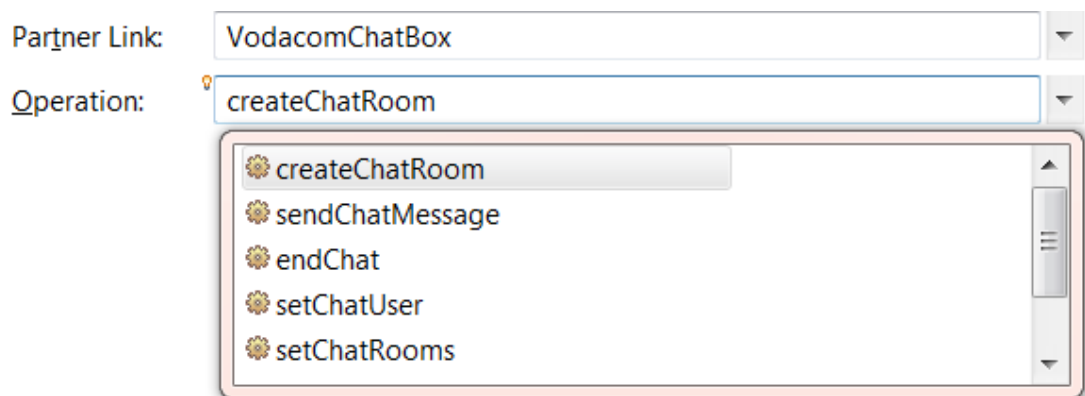 Partner Link: VodacomChatBox
Operation: createChatRoom
createChatRoom
sendChatMessage
endChat
setChatUser
setChatRooms